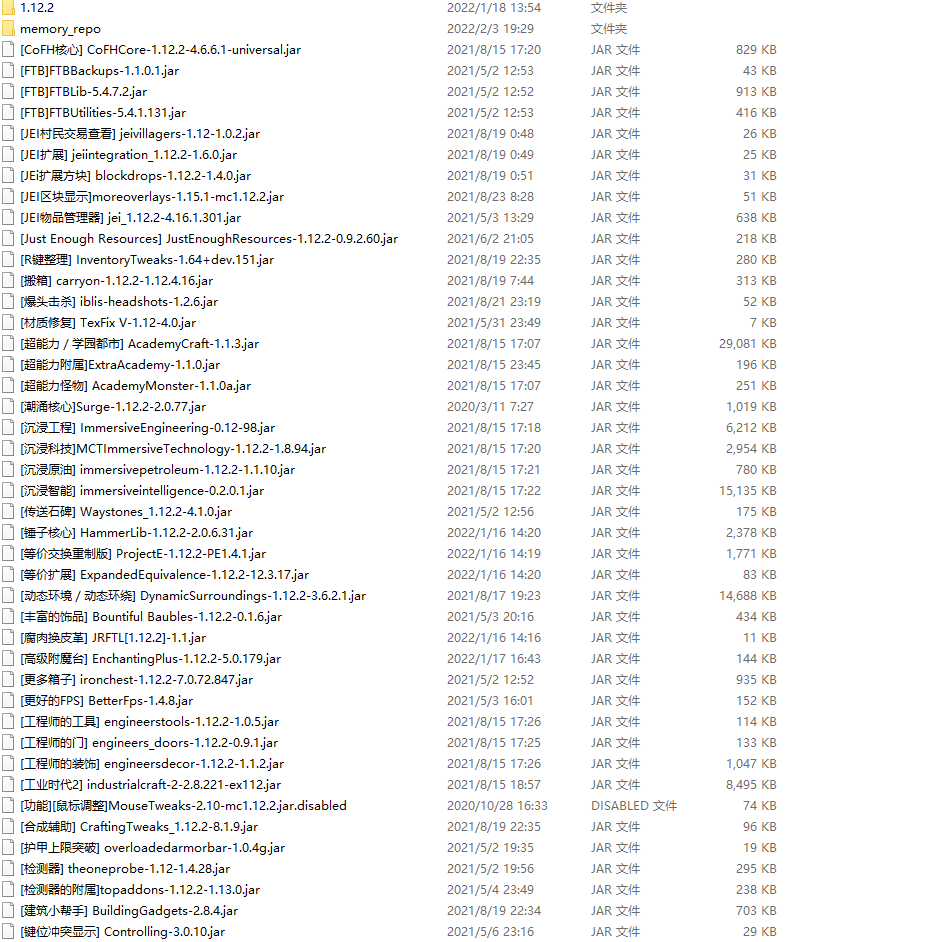 1.12.2 2022/1/18 13:54 文件夹
memory_repo 2022/2/3 19:29 文件夹
[CoFH核心] CoFHCore-1.12.2-4.6.6.1-universal.jar 2021/8/15 17:20 JAR 文件 829 KB
[FTB]FTBBackups-1.1.0.1.jar 2021/5/2 12:53 JAR 文件 43 KB
[FTB]FTBLib-5.4.7.2.jar 2021/5/2 12:52 JAR 文件 913 KB
[FTB]FTBUtilities-5.4.1.131.jar 2021/5/2 12:53 JAR 文件 416 KB
[JEI村民交易查看] jeivillagers-1.12-1.0.2.jar 2021/8/19 0:48 JAR 文件 26 KB
[JEI扩展] jeiintegration_1.12.2-1.6.0.jar 2021/8/19 0:49 JAR 文件 25 KB
[JEi扩展方块] blockdrops-1.12.2-1.4.0.jar 2021/8/19 0:51 JAR 文件 31 KB
[JEI区块显示]moreoverlays-1.15.1-mc1.12.2.jar 2021/8/23 8:28 JAR 文件 51 KB
[JEI物品管理器] jei_1.12.2-4.16.1.301.jar 2021/5/3 13:29 JAR 文件 638 KB
[Just Enough Resources] JustEnoughResources-1.12.2-0.9.2.60.jar 2021/6/2 21:05 JAR 文件 218 KB
[R键整理] InventoryTweaks-1.64+dev.151.jar 2021/8/19 22:35 JAR 文件 280 KB
[搬箱] carryon-1.12.2-1.12.4.16.jar 2021/8/19 7:44 JAR 文件 313 KB
[爆头击杀] iblis-headshots-1.2.6.jar 2021/8/21 23:19 JAR 文件 52 KB
[材质修复] TexFix V-1.12-4.0.jar 2021/5/31 23:49 JAR 文件 7 KB
[超能力 / 学园都市] AcademyCraft-1.1.3.jar 2021/8/15 17:07 JAR 文件 29,081 KB
[超能力附属]ExtraAcademy-1.1.0.jar 2021/8/15 23:45 JAR 文件 196 KB
[超能力怪物] AcademyMonster-1.1.0a.jar 2021/8/15 17:07 JAR 文件 251 KB
[潮涌核心]Surge-1.12.2-2.0.77.jar 2020/3/11 7:27 JAR 文件 1,019 KB
[沉浸工程] ImmersiveEngineering-0.12-98.jar 2021/8/15 17:18 JAR 文件 6,212 KB
[沉浸科技]MCTImmersiveTechnology-1.12.2-1.8.94.jar 2021/8/15 17:20 JAR 文件 2,954 KB
[沉浸原油] immersivepetroleum-1.12.2-1.1.10.jar 2021/8/15 17:21 JAR 文件 780 KB
[沉浸智能] immersiveintelligence-0.2.0.1.jar 2021/8/15 17:22 JAR 文件 15,135 KB
[传送石碑] Waystones_1.12.2-4.1.0.jar 2021/5/2 12:56 JAR 文件 175 KB
[锤子核心] HammerLib-1.12.2-2.0.6.31.jar 2022/1/16 14:20 JAR 文件 2,378 KB
[等价交换重制版] ProjectE-1.12.2-PE1.4.1.jar 2022/1/16 14:19 JAR 文件 1,771 KB
[等价扩展] ExpandedEquivalence-1.12.2-12.3.17.jar 2022/1/16 14:20 JAR 文件 83 KB
[动态环境 / 动态环绕] DynamicSurroundings-1.12.2-3.6.2.1.jar 2021/8/17 19:23 JAR 文件 14,688 KB
[丰富的饰品] Bountiful Baubles-1.12.2-0.1.6.jar 2021/5/3 20:16 JAR 文件 434 KB
[腐肉换皮革] JRFTL[1.12.2]-1.1.jar 2022/1/16 14:16 JAR 文件 11 KB
[高级附魔台] EnchantingPlus-1.12.2-5.0.179.jar 2022/1/17 16:43 JAR 文件 144 KB
[更多箱子] ironchest-1.12.2-7.0.72.847.jar 2021/5/2 12:52 JAR 文件 935 KB
[更好的FPS] BetterFps-1.4.8.jar 2021/5/3 16:01 JAR 文件 152 KB
[工程师的工具] engineerstools-1.12.2-1.0.5.jar 2021/8/15 17:26 JAR 文件 114 KB
[工程师的门] engineers_doors-1.12.2-0.9.1.jar 2021/8/15 17:25 JAR 文件 133 KB
[工程师的装饰] engineersdecor-1.12.2-1.1.2.jar 2021/8/15 17:26 JAR 文件 1,047 KB
[工业时代2] industrialcraft-2-2.8.221-ex112.jar 2021/8/15 18:57 JAR 文件 8,495 KB
[功能][鼠标调整]MouseTweaks-2.10-mc1.12.2.jar.disabled 2020/10/28 16:33 DISABLED 文件 74 KB
[合成辅助] CraftingTweaks_1.12.2-8.1.9.jar 2021/8/19 22:35 JAR 文件 96 KB
[护甲上限突破] overloadedarmorbar-1.0.4g.jar 2021/5/2 19:35 JAR 文件 19 KB
[检测器] theoneprobe-1.12-1.4.28.jar 2021/5/2 19:56 JAR 文件 295 KB
[检测器的附属]topaddons-1.12.2-1.13.0.jar 2021/5/4 23:49 JAR 文件 238 KB
[建筑小帮手] BuildingGadgets-2.8.4.jar 2021/8/19 22:34 JAR 文件 703 KB
[键位冲突显示] Controlling-3.0.10.jar 2021/5/6 23:16 JAR 文件 29 KB